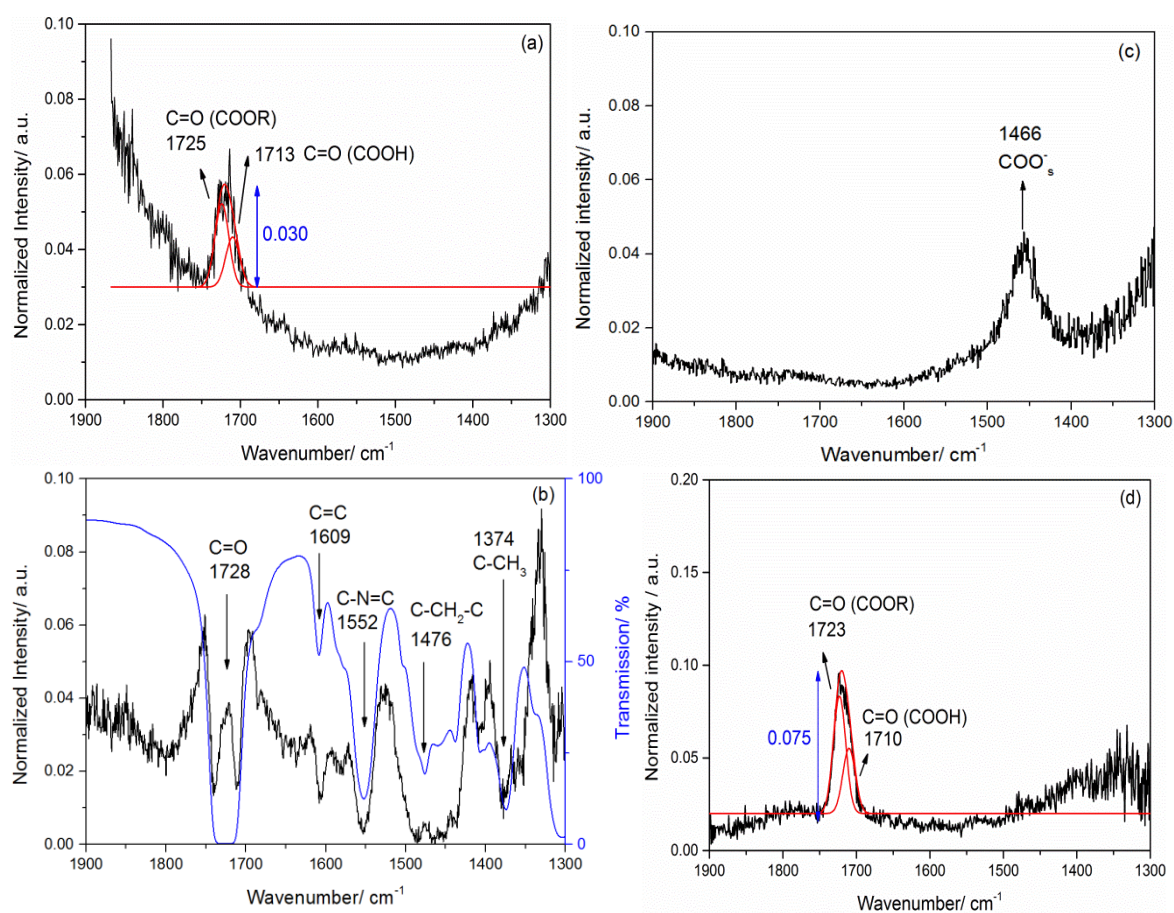 (a)
0.10
0.08
0.06
0.04
0.02
0.00
Normalized Intensity/ a.u.
C=O (COOR)
1725
1713 C=O (COOH)
0.030
1900 1800 1700 1600 1500 1400 1300
Wavenumber/ cm⁻¹
(c)
0.10
0.08
0.06
0.04
0.02
0.00
Normalized intensity/ a.u.
1466
COO⁻s
1900 1800 1700 1600 1500 1400 1300
Wavenumber/ cm⁻¹
(b)
0.10
0.08
0.06
0.04
0.02
0.00
Normalized Intensity/ a.u.
C=O
1728
C=C
1609
C-N=C
1552
C-CH₂-C
1476
1374
C-CH₃
100
50
0
Transmission/ %
1900 1800 1700 1600 1500 1400 1300
Wavenumber/ cm⁻¹
(d)
0.20
0.15
0.10
0.05
0.00
Normalized intensity / a.u.
C=O (COOR)
1723
C=O (COOH)
1710
0.075
1900 1800 1700 1600 1500 1400 1300
Wavenumber/ cm⁻¹